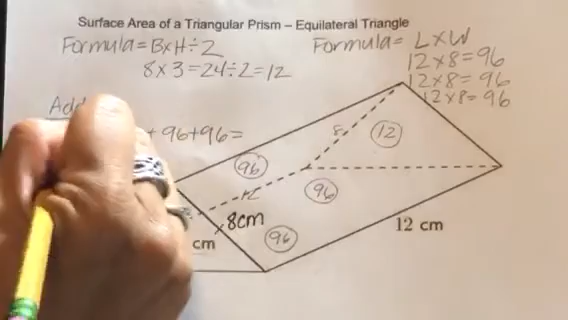 Surface Area of a Triangular Prism – Equilateral Triangle
Formula = B×H÷2
8×3=24÷2=12
Formula = L×W
12×8=96
12×8=96
12×8=96
Add
+96+96=
8
12
96
12
96
8cm
cm
96
12 cm